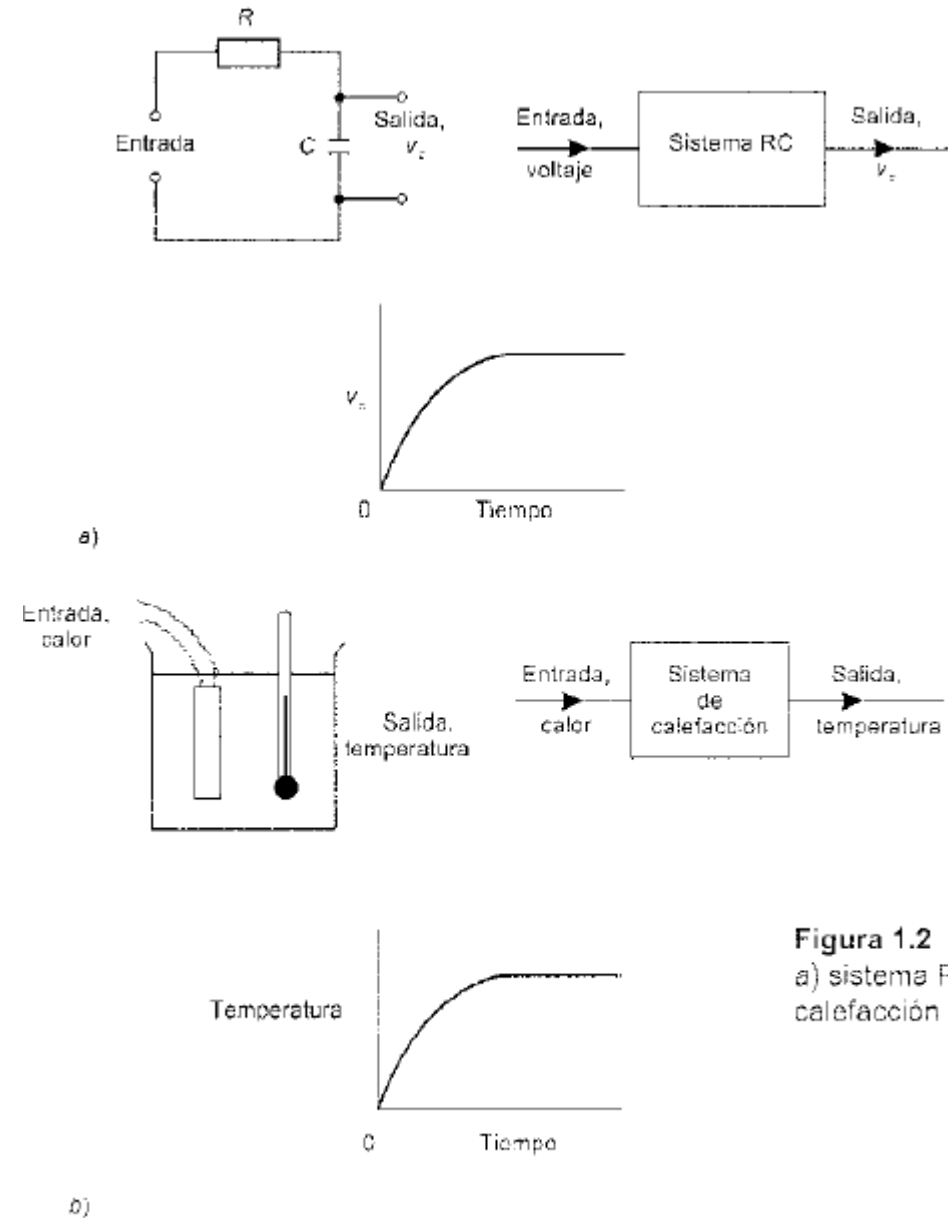 R
Entrada
C
Salida,
Entrada,
voltaje
Sistema RC
Salida,
0
Tiempo
a)
Entrada,
calor
Salida,
temperatura
Entrada,
calor
Sistema
de
calefacción
Salida,
temperatura
Temperatura
0
Tiempo
b)
Figura 1.2
a) sistema
calefacción